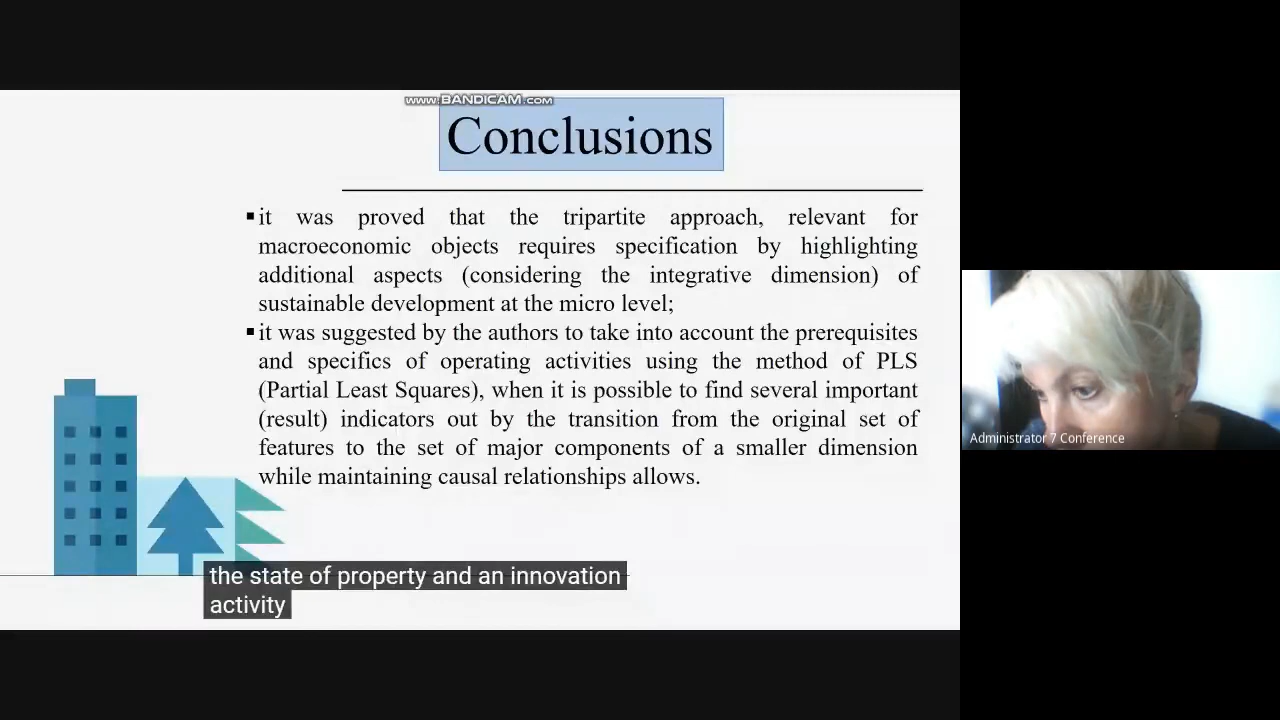 www.BANDICAM.com
Conclusions
▪it was proved that the tripartite approach, relevant for
macroeconomic objects requires specification by highlighting
additional aspects (considering the integrative dimension) of
sustainable development at the micro level;
▪it was suggested by the authors to take into account the prerequisites
and specifics of operating activities using the method of PLS
(Partial Least Squares), when it is possible to find several important
(result) indicators out by the transition from the original set of
features to the set of major components of a smaller dimension
while maintaining causal relationships allows.
the state of property and an innovation
activity
Administrator 7 Conference